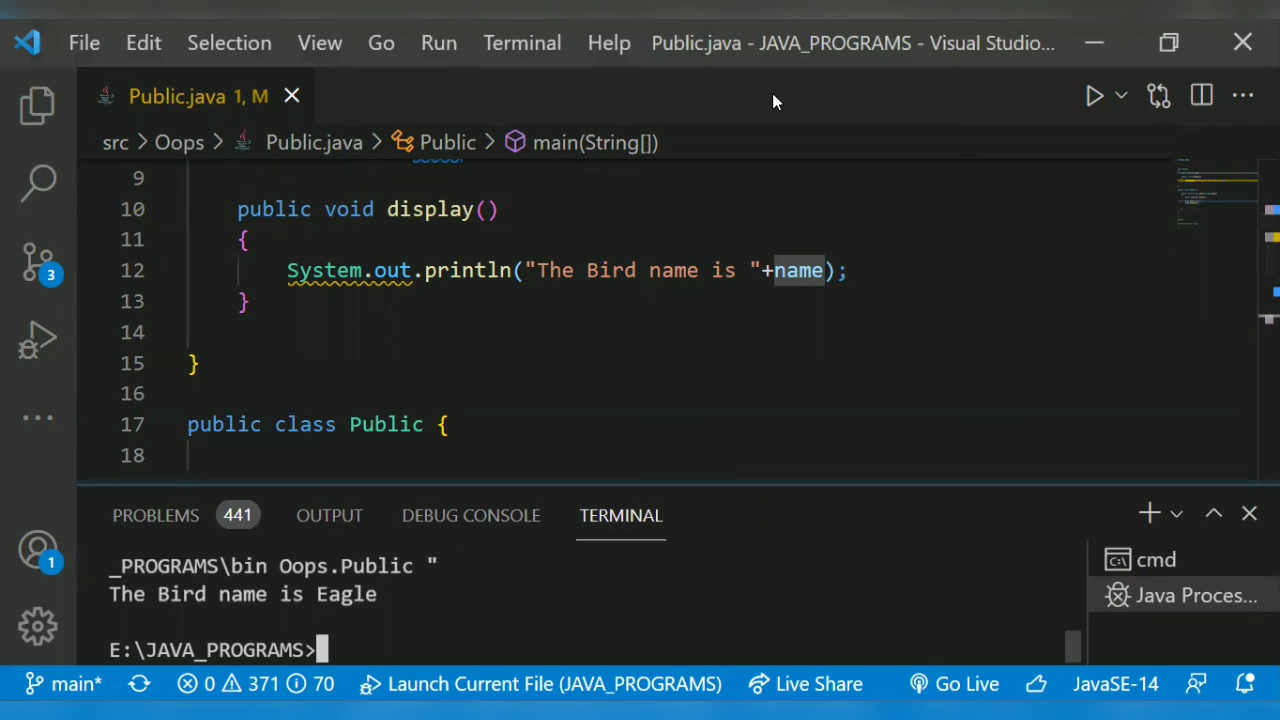 File Edit Selection View Go Run Terminal Help Public.java - JAVA_PROGRAMS - Visual Studio...
Public.java 1, M
src > Oops > Public.java > Public > main(String[])
9
10 public void display()
11 {
12 System.out.println("The Bird name is "+name);
13 }
14
15 }
16
17 public class Public {
18
PROBLEMS 441 OUTPUT DEBUG CONSOLE TERMINAL
_PROGRAMS\bin Oops.Public "
The Bird name is Eagle
E:\JAVA_PROGRAMS>
cmd
Java Proces...
3
1
main* 0 371 70 Launch Current File (JAVA_PROGRAMS) Live Share Go Live JavaSE-14